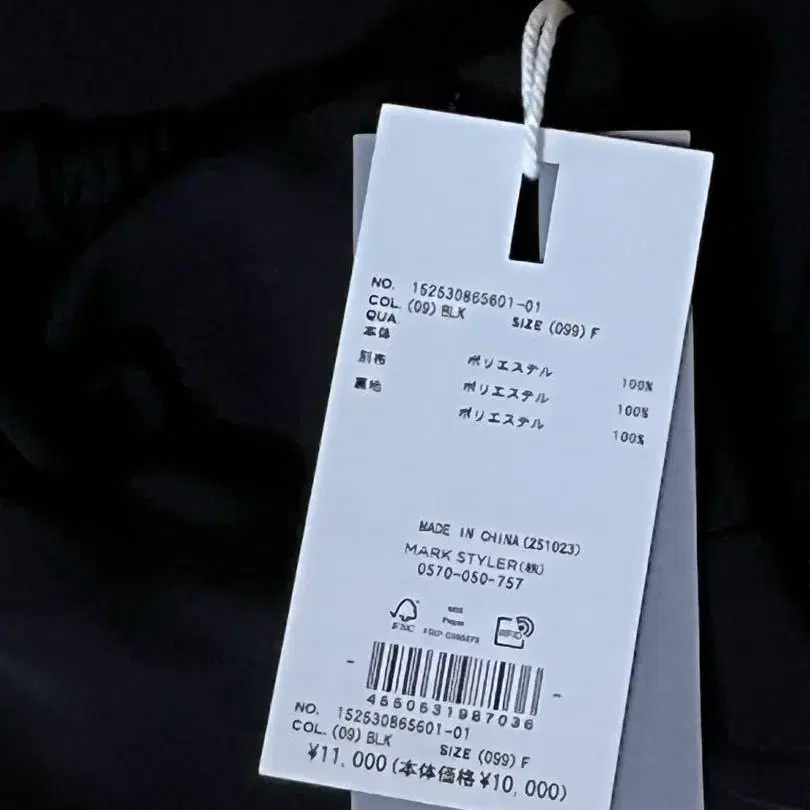 NO. 152530865601-01
COL. (09) BLK SIZE (099) F
QUA.
本体 ポリエステル 100%
別布 ポリエステル 100%
裏地 ポリエステル 100%
MADE IN CHINA (251023)
MARK STYLER(株)
0570-050-757
FSC
4660631987036
NO. 152530865601-01
COL. (09) BLK SIZE (099) F
¥11,000 (本体価格¥10,000)